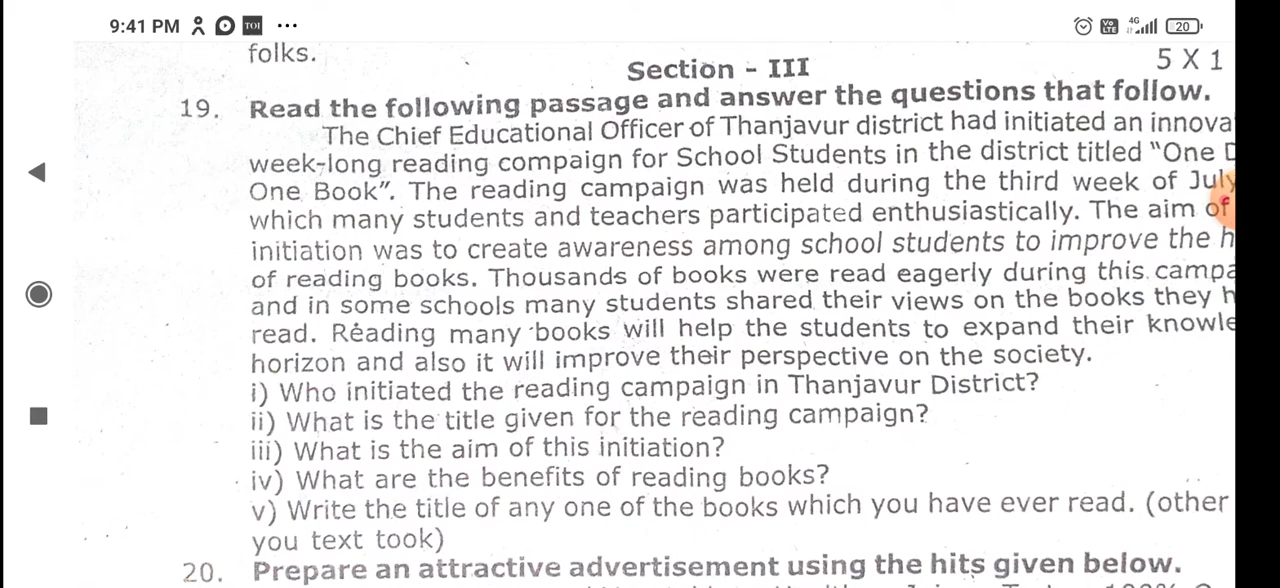 9:41 PM TOI ...
Vo LTE 4G 20
folks.
5 X 1
Section - III
19. Read the following passage and answer the questions that follow.
The Chief Educational Officer of Thanjavur district had initiated an innova
week-long reading compaign for School Students in the district titled "One D
One Book". The reading campaign was held during the third week of July
which many students and teachers participated enthusiastically. The aim of
initiation was to create awareness among school students to improve the h
of reading books. Thousands of books were read eagerly during this campa
and in some schools many students shared their views on the books they h
read. Reading many books will help the students to expand their knowle
horizon and also it will improve their perspective on the society.
i) Who initiated the reading campaign in Thanjavur District?
ii) What is the title given for the reading campaign?
iii) What is the aim of this initiation?
iv) What are the benefits of reading books?
v) Write the title of any one of the books which you have ever read. (other
you text took)
20. Prepare an attractive advertisement using the hits given below.